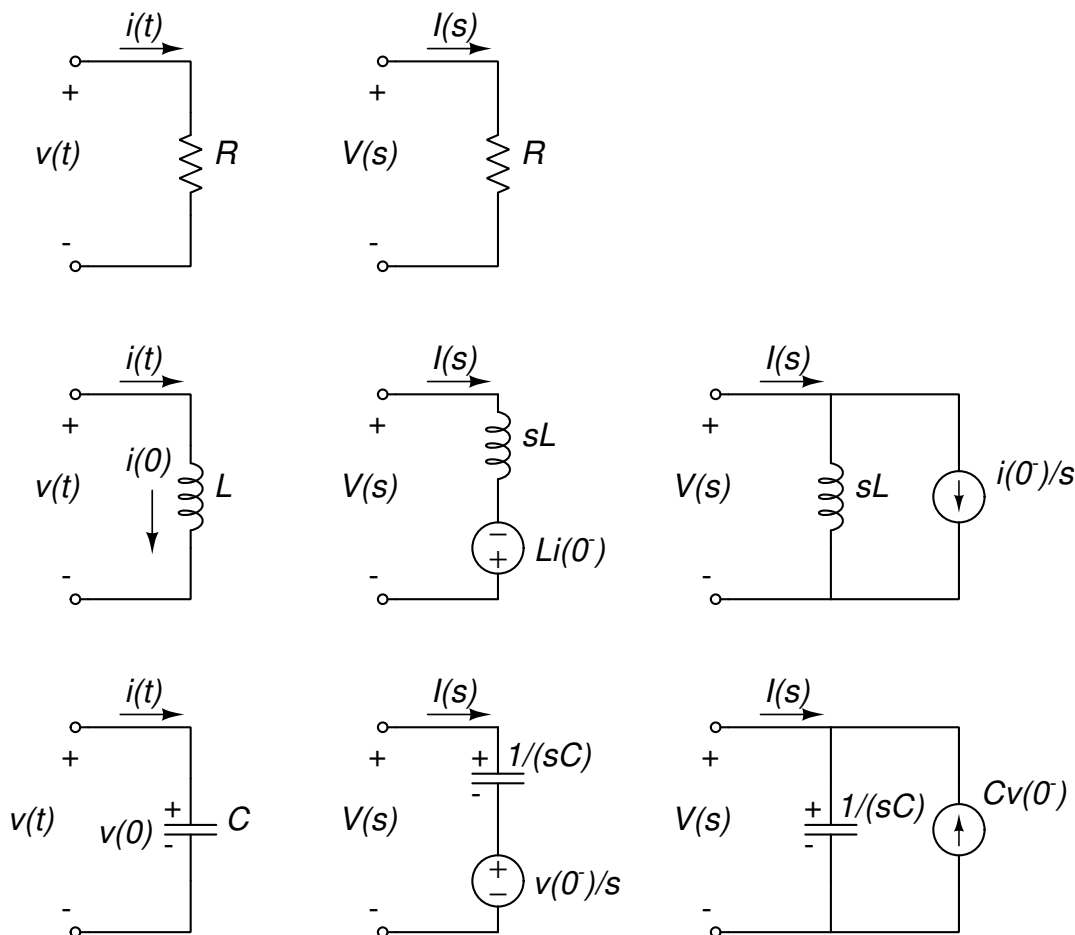 i(t) I(s)
+ +
v(t) R V(s) R
- -
i(t) I(s) I(s)
+ + +
sL
v(t) i(0) L V(s) V(s) sL i(0⁻)/s
−
+ Li(0⁻)
- - -
i(t) I(s) I(s)
+ + + 1/(sC) +
-
v(t) v(0) + - C V(s) V(s) + - 1/(sC) Cv(0⁻)
+
− v(0⁻)/s
- - -